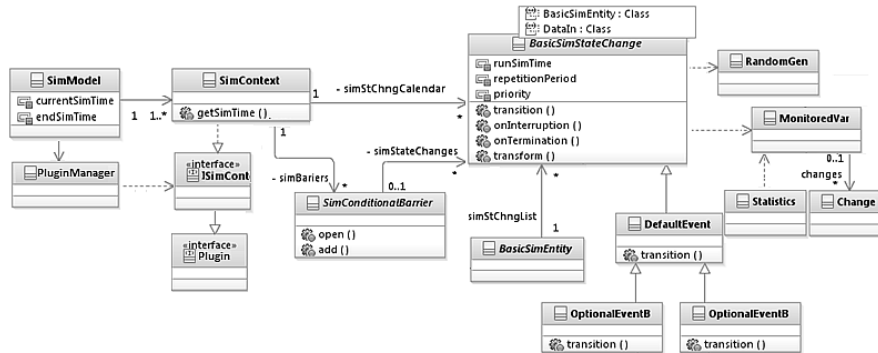 BasicSimEntity : Class
DataIn : Class
BasicSimStateChange
runSimTime
repetitionPeriod
priority
transition ()
onInterruption ()
onTermination ()
transform ()
RandomGen
SimModel
currentSimTime
endSimTime
1
1..*
SimContext
getSimTime ()
1
- simStChngCalendar
*
1
- simBariers
*
- simStateChanges
*
0..1
MonitoredVar
0..1
changes
*
PluginManager
«interface»
JSimCont
SimConditionalBarrier
open ()
add ()
simStChngList
*
1
BasicSimEntity
DefaultEvent
transition ()
Statistics
Change
«interface»
Plugin
OptionalEventB
transition ()
OptionalEventB
transition ()